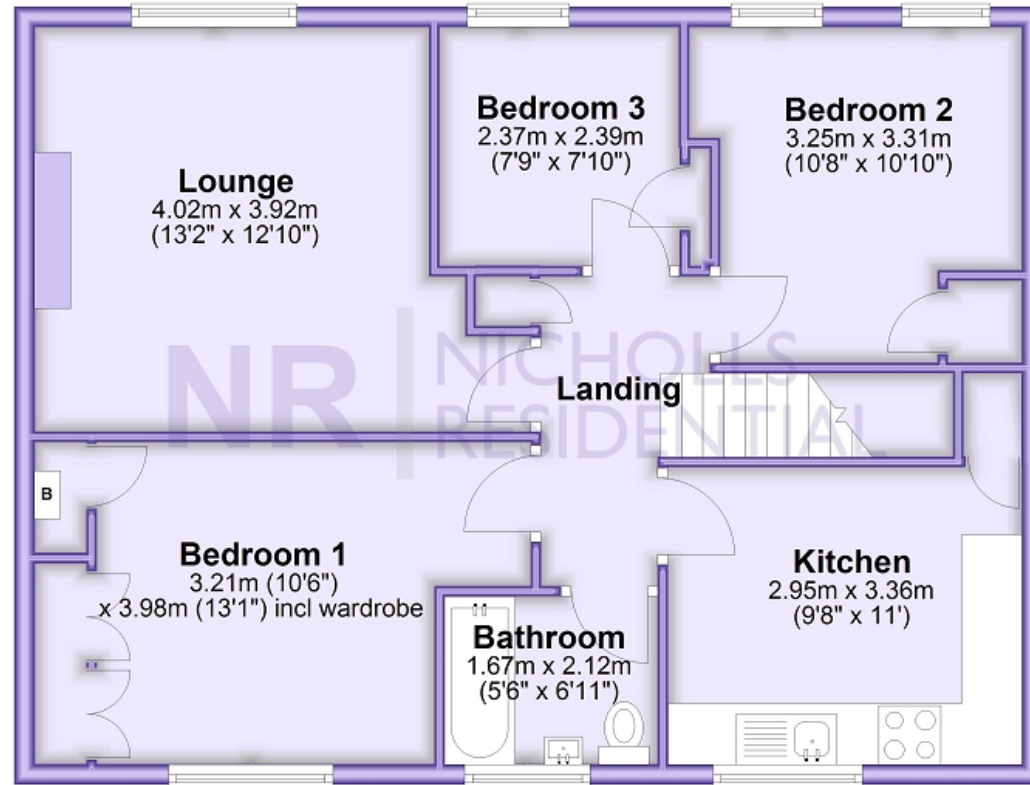 Bedroom 3
2.37m x 2.39m
(7'9" x 7'10")
Bedroom 2
3.25m x 3.31m
(10'8" x 10'10")
Lounge
4.02m x 3.92m
(13'2" x 12'10")
NR
NICHOLLS
RESIDENTIAL
Landing
B
Bedroom 1
3.21m (10'6")
x 3.98m (13'1") incl wardrobe
Kitchen
2.95m x 3.36m
(9'8" x 11')
Bathroom
1.67m x 2.12m
(5'6" x 6'11")